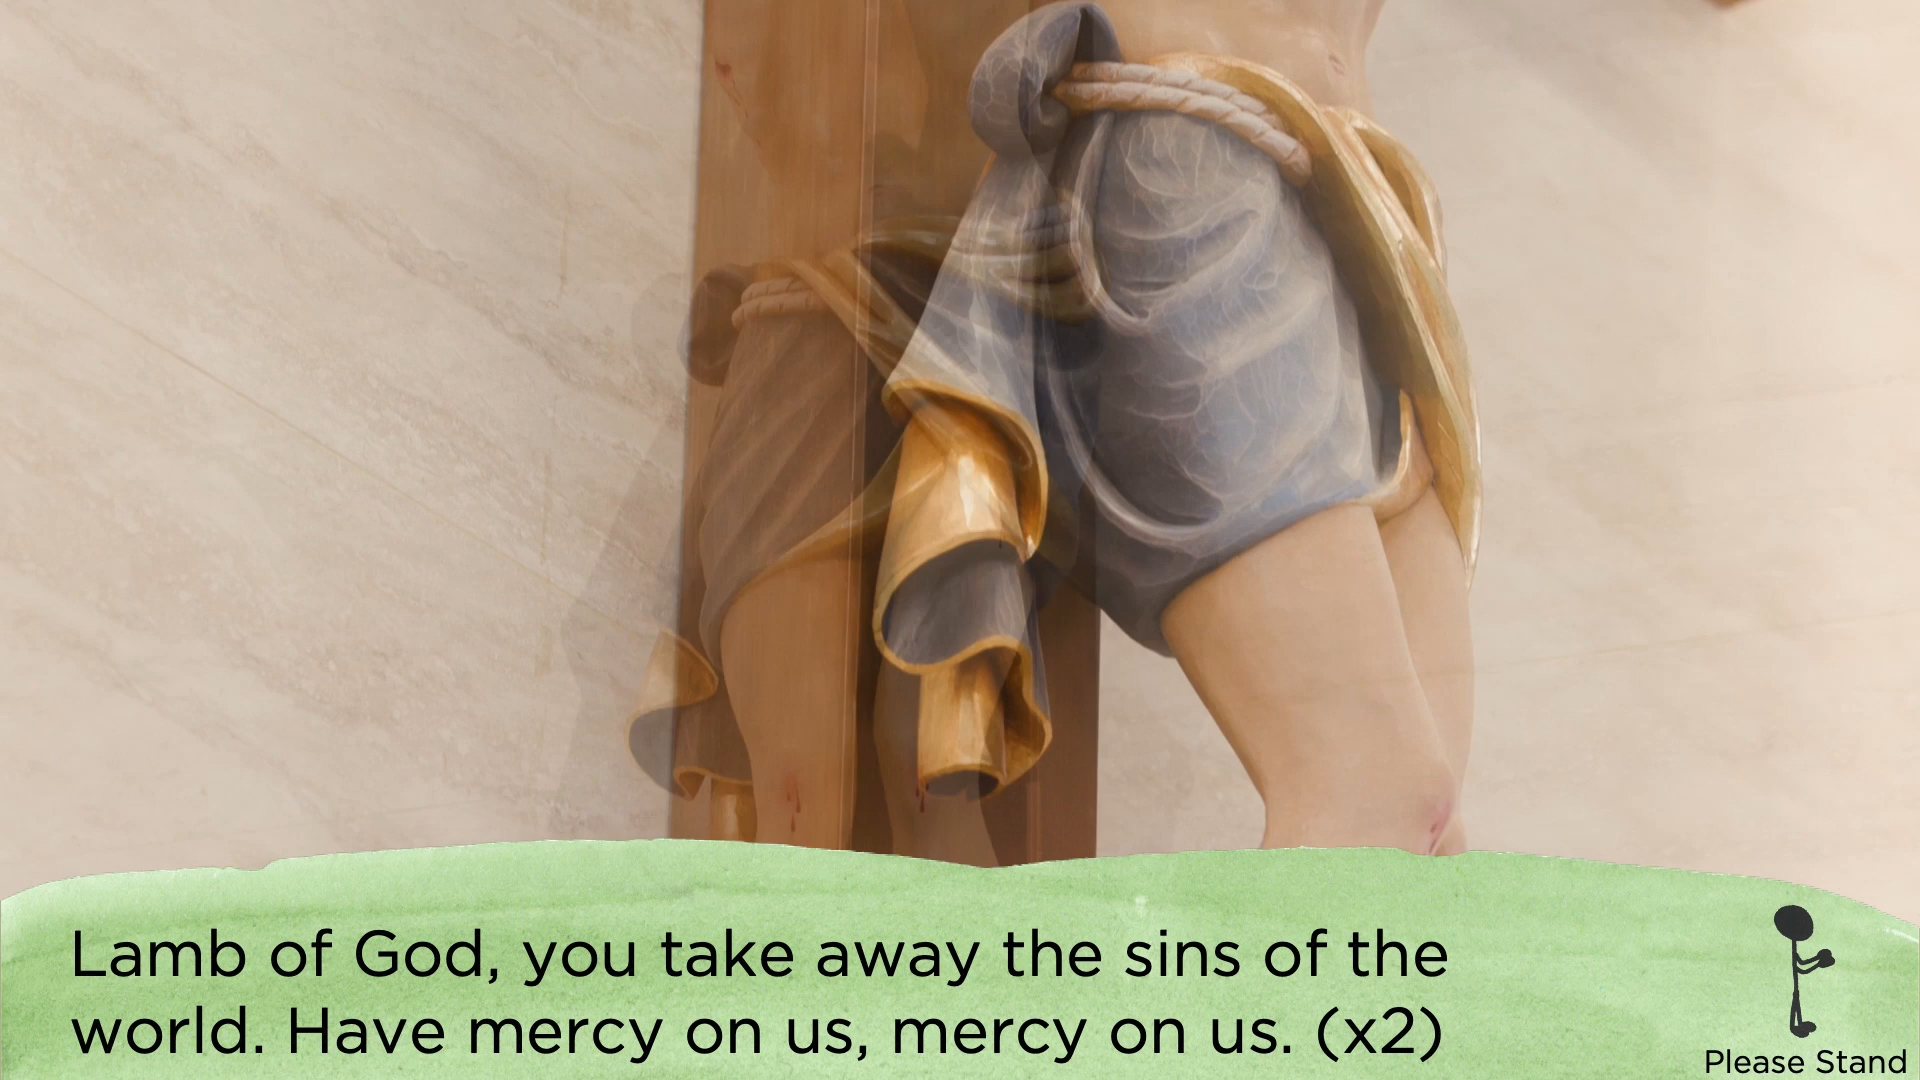 Lamb of God, you take away the sins of the
world. Have mercy on us, mercy on us. (x2)
Please Stand